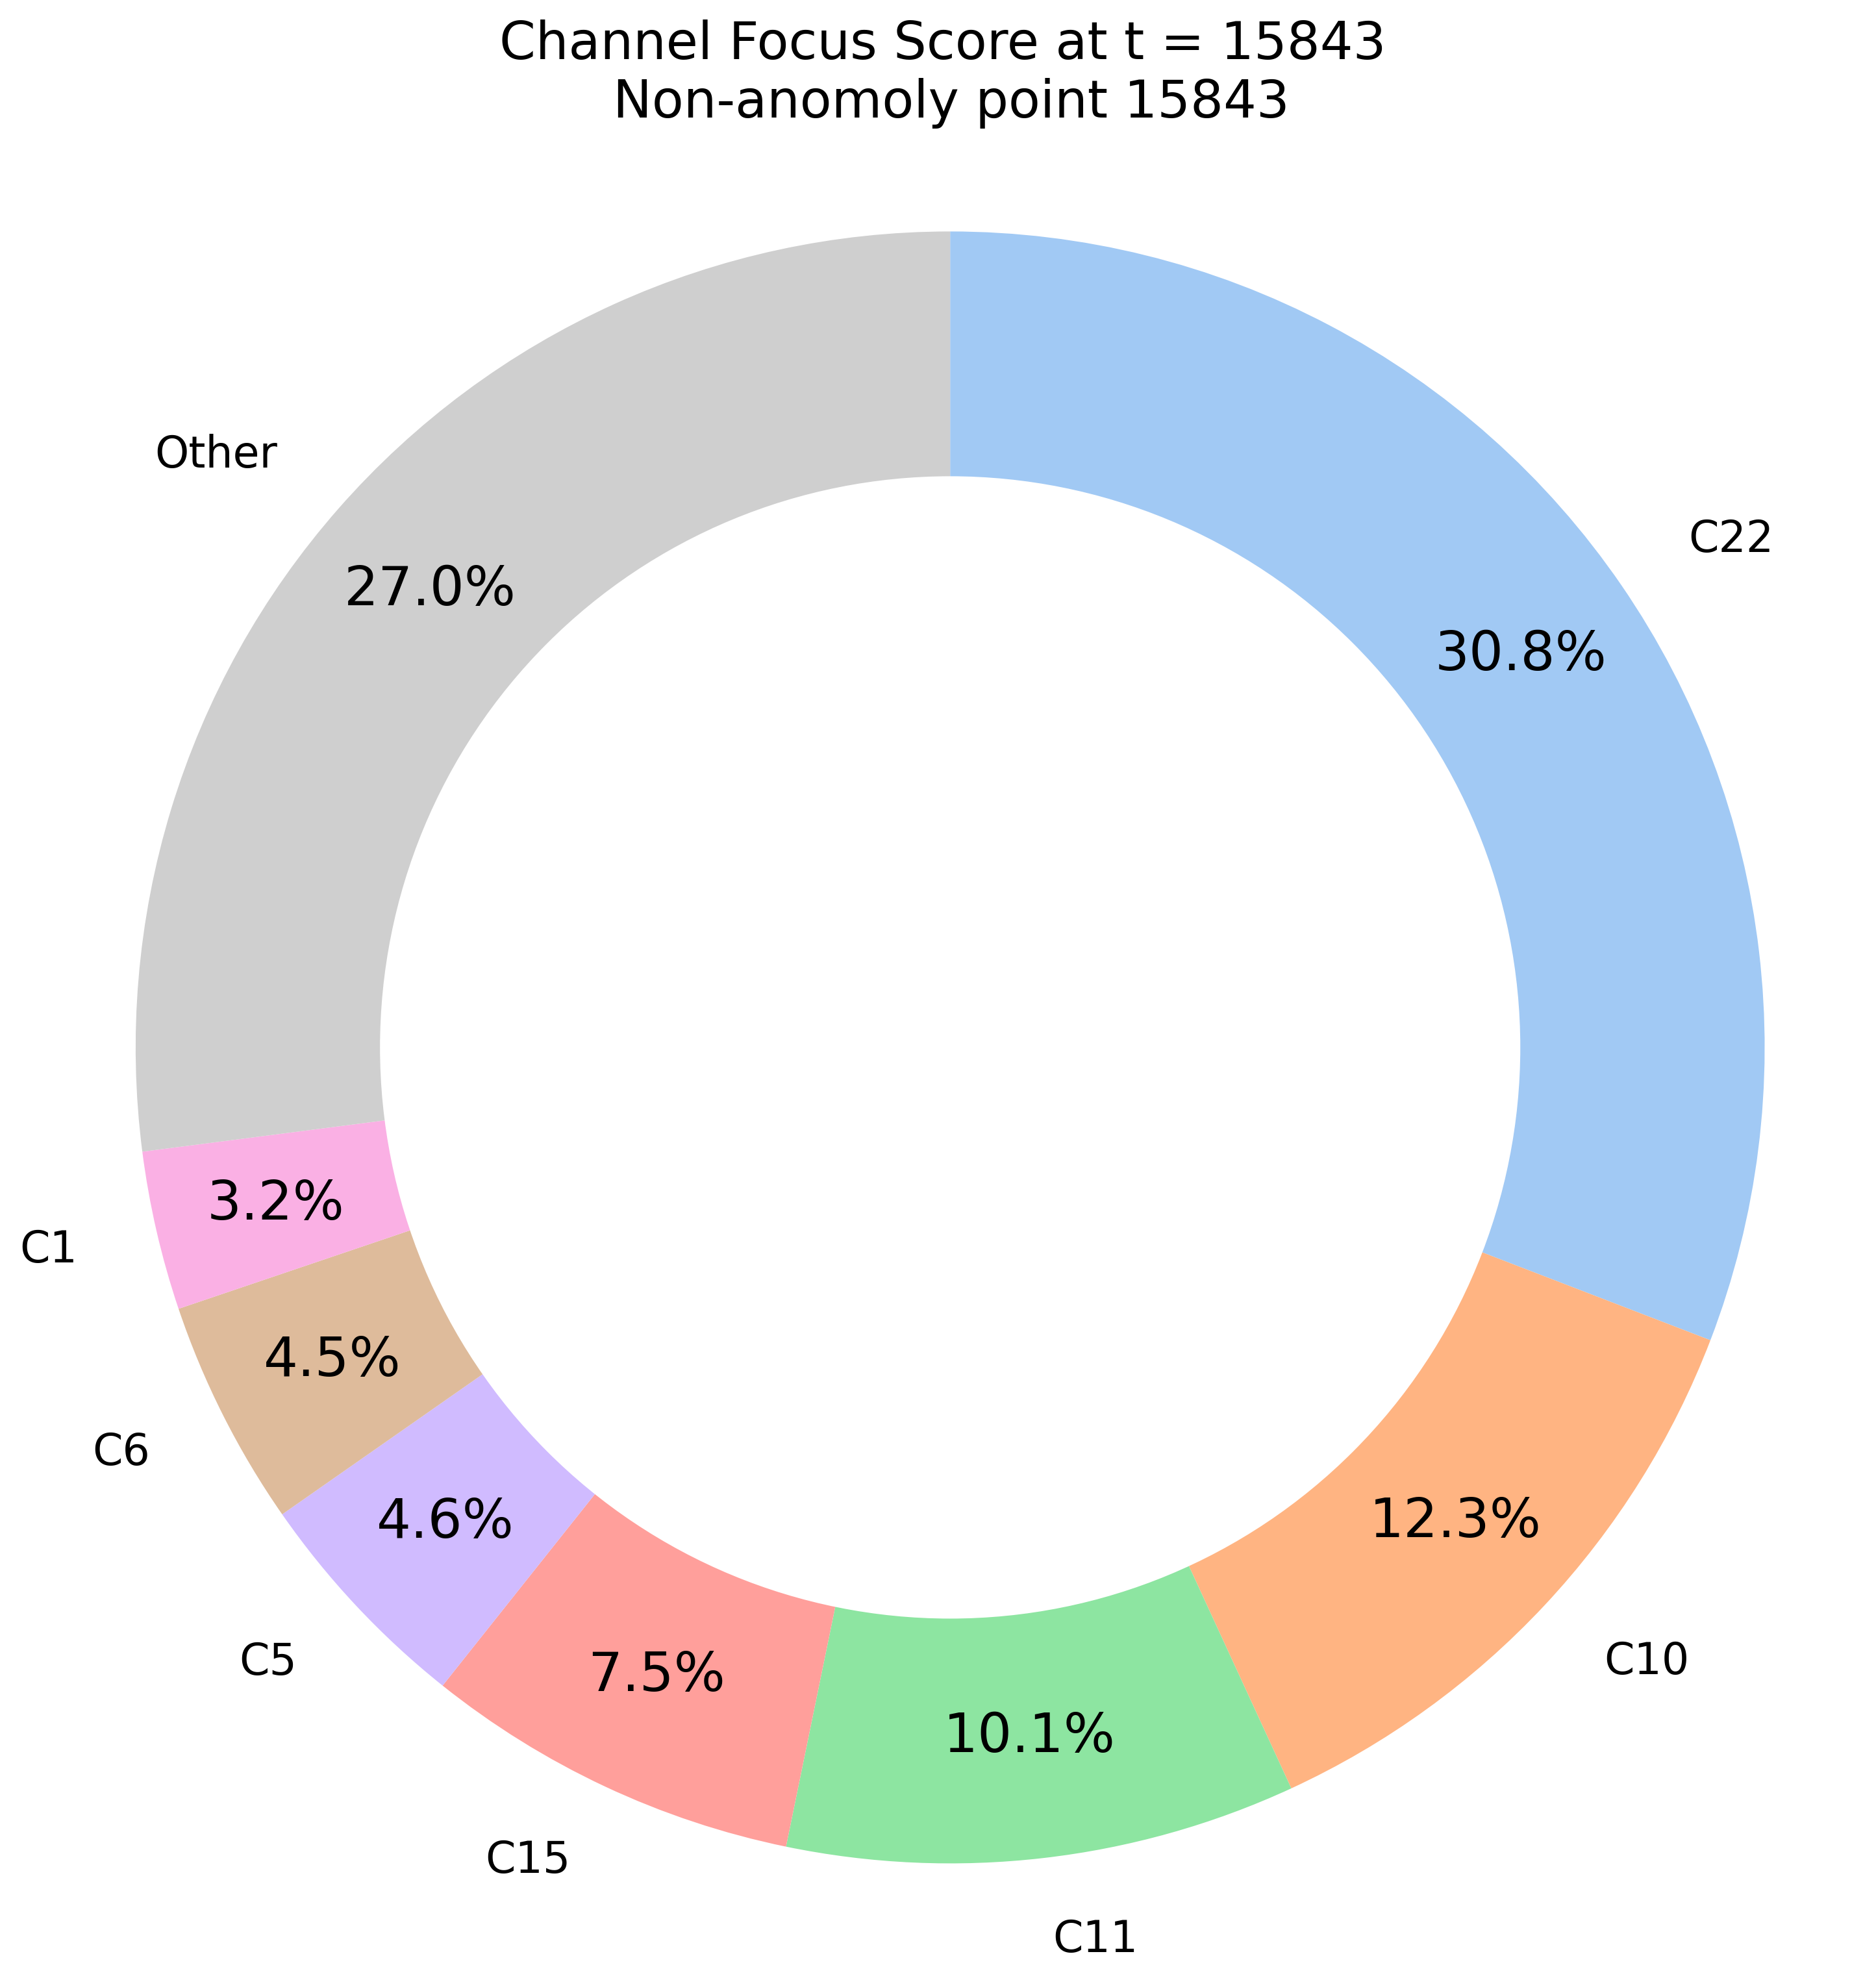 Channel Focus Score at t = 15843
Non-anomoly point 15843
Other
C22
27.0%
30.8%
3.2%
C1
4.5%
C6
4.6%
12.3%
C5
7.5%
C10
10.1%
C15
C11